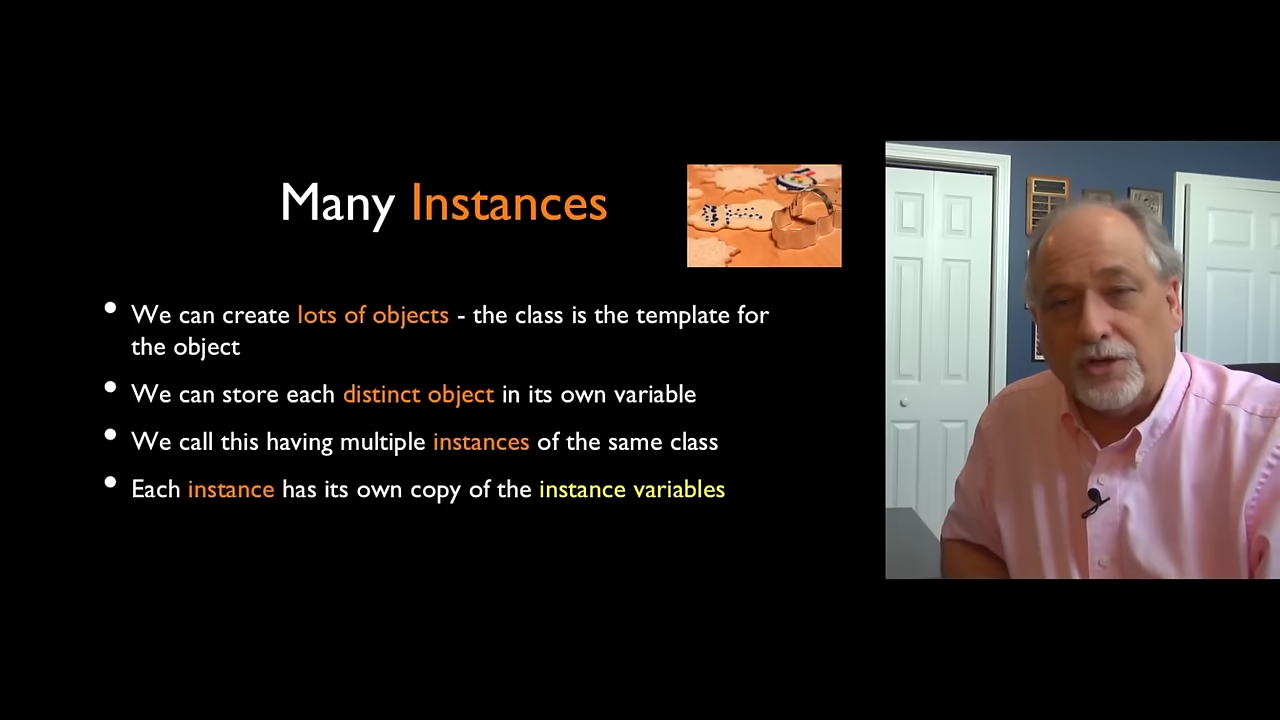 Many Instances
• We can create lots of objects - the class is the template for
the object
• We can store each distinct object in its own variable
• We call this having multiple instances of the same class
• Each instance has its own copy of the instance variables